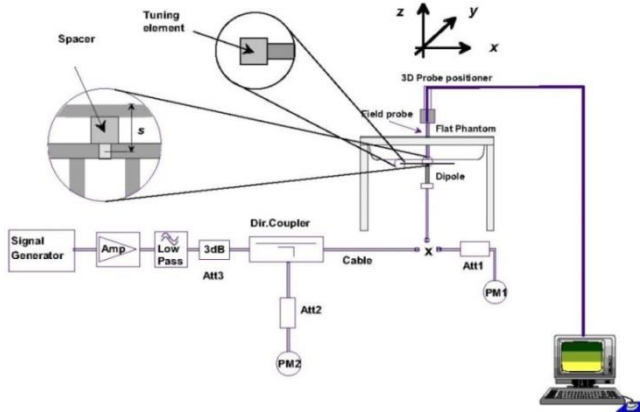 Tuning
element
Spacer
s
z
y
x
3D Probe positioner
Field probe
Flat Phantom
Dipole
Dir.Coupler
Signal
Generator
Amp
Low
Pass
3dB
Att3
Cable
X
Att1
PM1
Att2
PM2